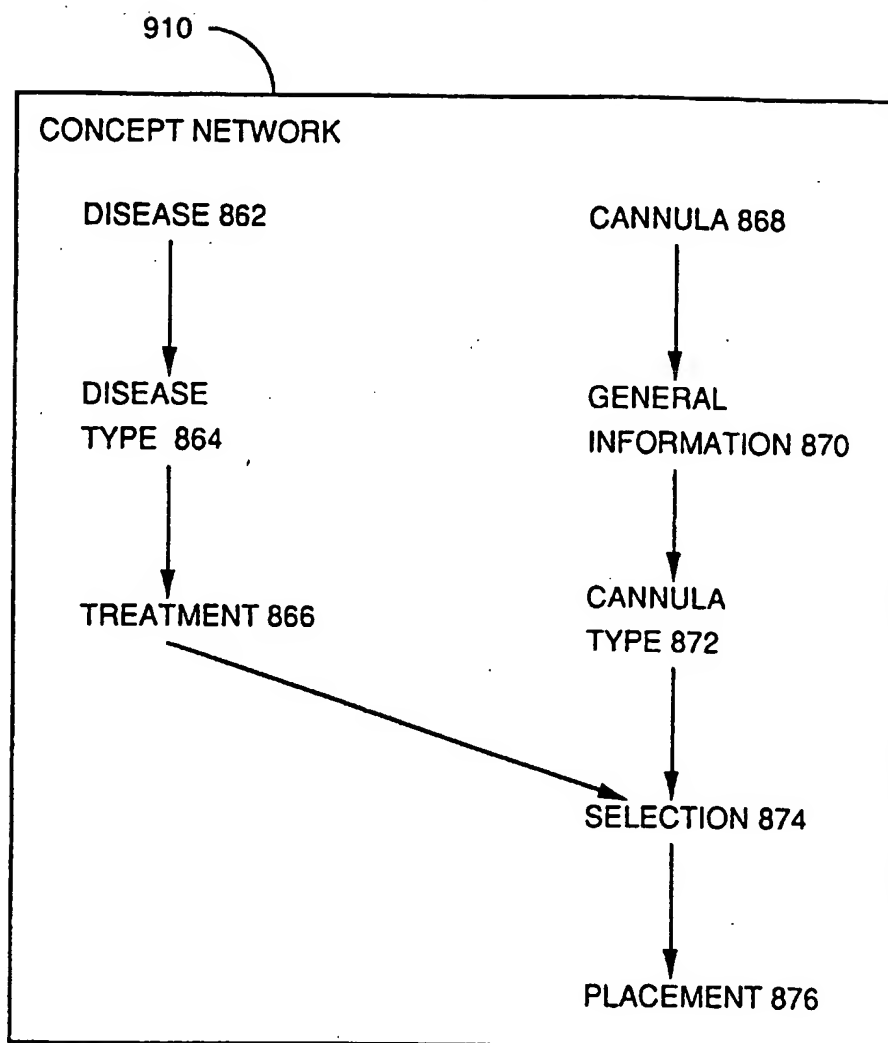 910
CONCEPT NETWORK
DISEASE 862
CANNULA 868
DISEASE
TYPE 864
GENERAL
INFORMATION 870
TREATMENT 866
CANNULA
TYPE 872
SELECTION 874
PLACEMENT 876